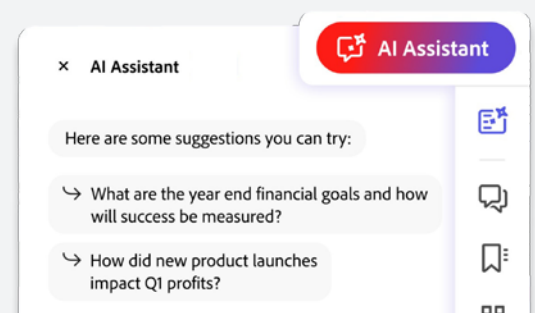 AI Assistant
× AI Assistant
Here are some suggestions you can try:
What are the year end financial goals and how
will success be measured?
How did new product launches
impact Q1 profits?